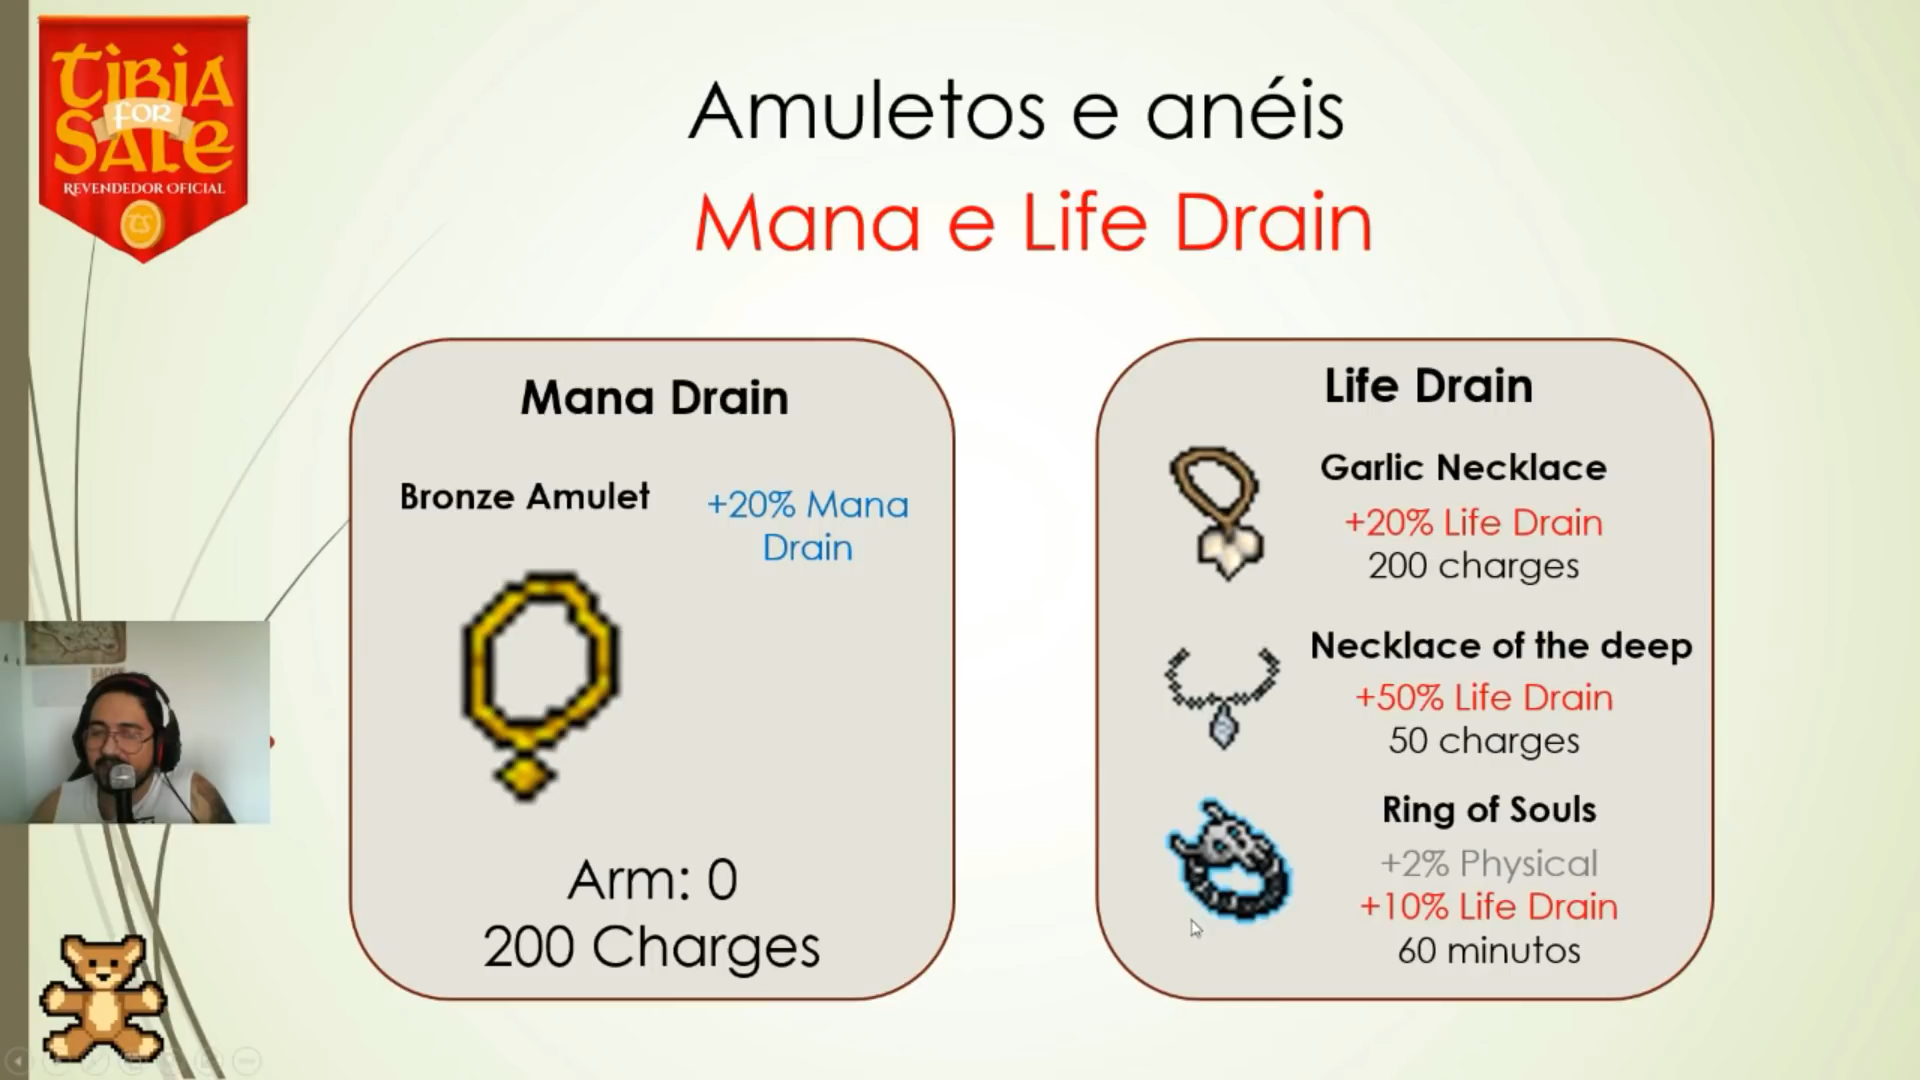 TIBIA
FOR
SALE
REVENDEDOR OFICIAL
Amuletos e anéis
Mana e Life Drain
Mana Drain
Bronze Amulet
+20% Mana
Drain
Arm: 0
200 Charges
Life Drain
Garlic Necklace
+20% Life Drain
200 charges
Necklace of the deep
+50% Life Drain
50 charges
Ring of Souls
+2% Physical
+10% Life Drain
60 minutos